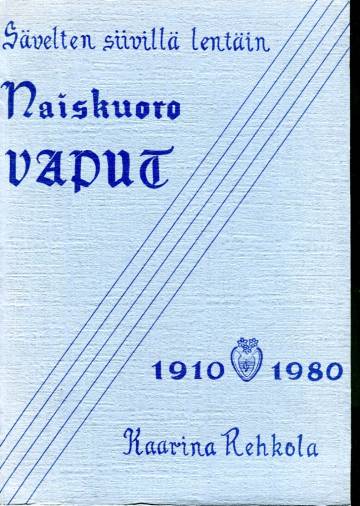 Sävelten siivillä lentäin
Naiskuoro
VAPUT
1910 1980
Kaarina Rehkola